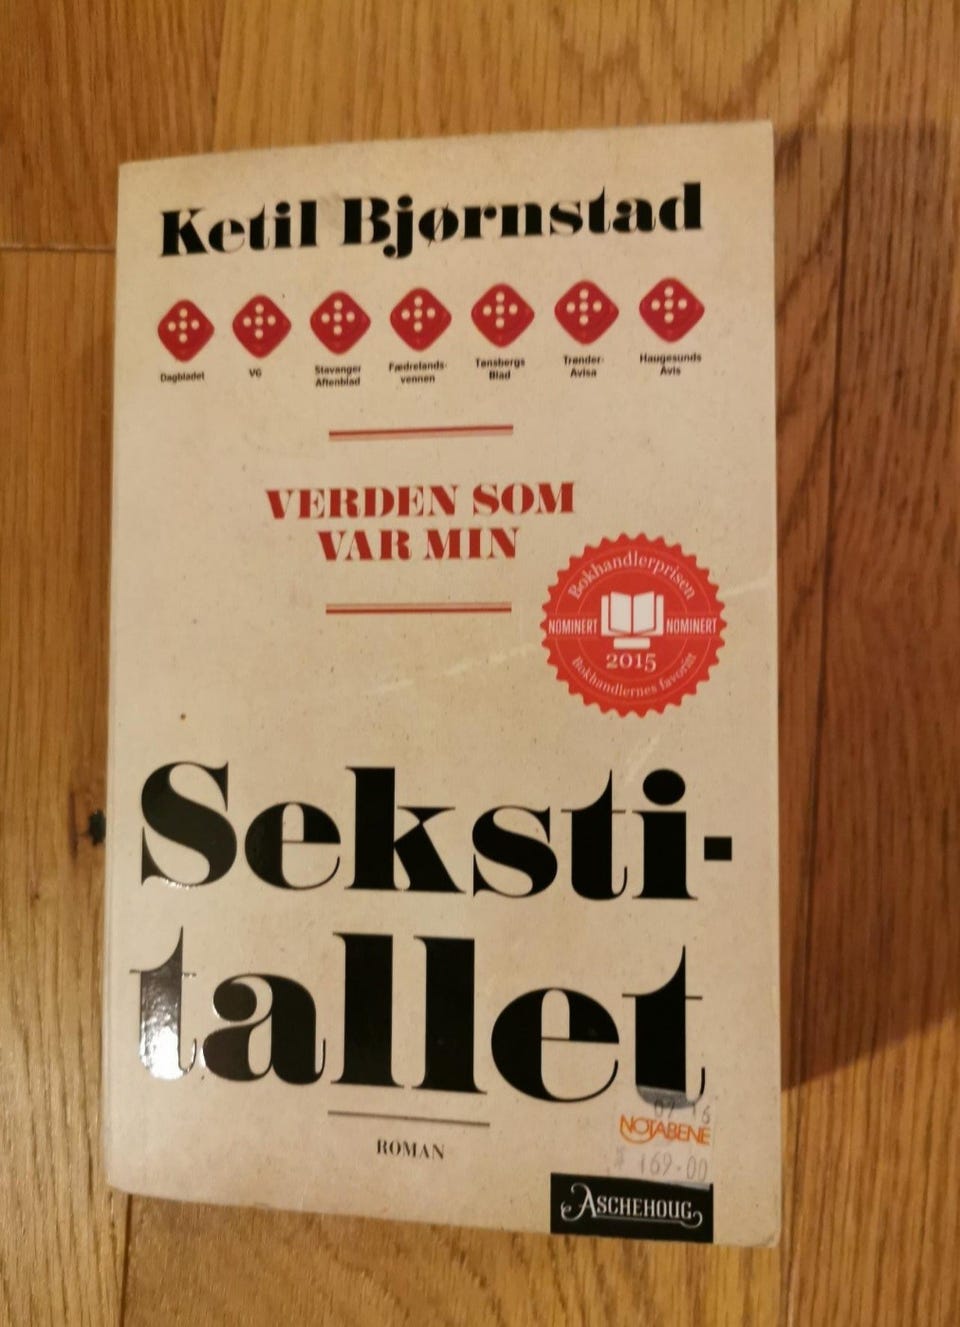 Ketil Bjørnstad
Dagbladet
VG
Stavanger
Aftenblad
Fædrelands-
vennen
Tønsbergs
Blad
Trønder-
Avisa
Haugesunds
Avis
VERDEN SOM
VAR MIN
Bokhandlerprisen
NOMINERT NOMINERT
2015
Bokhandlernes favoritt
Seksti-
tallet
ROMAN
NOTABENE
169.00
ASCHEHOUG